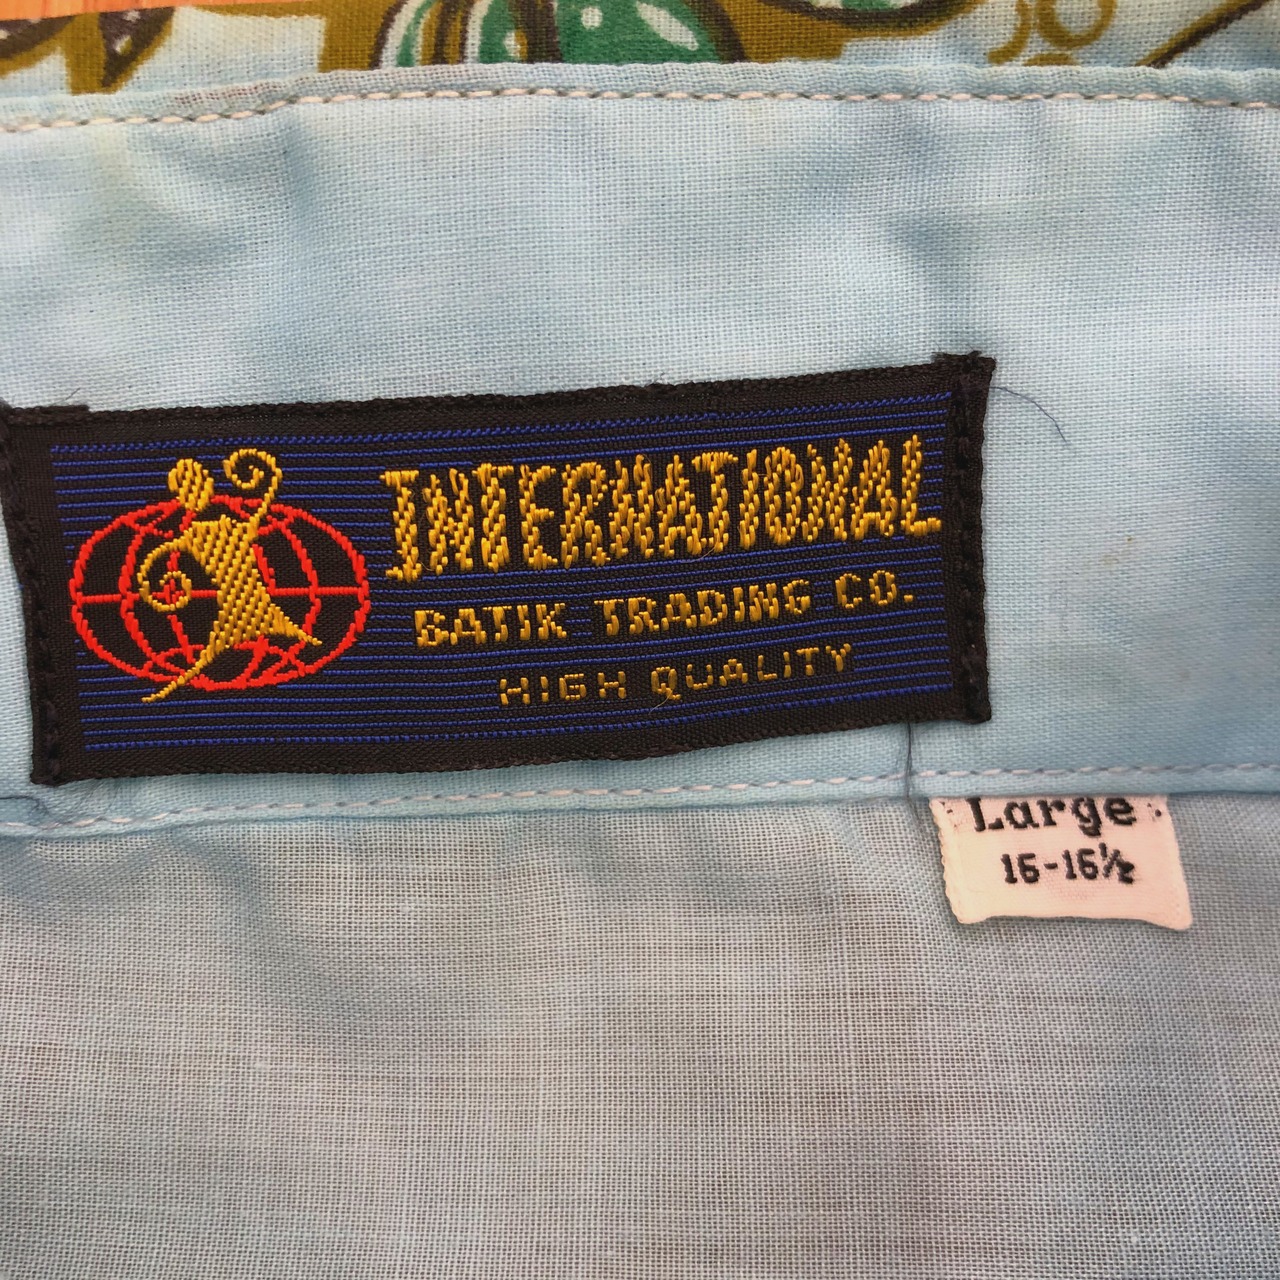 INTERNATIONAL
BATIK TRADING CO.
HIGH QUALITY
Large
16-16½